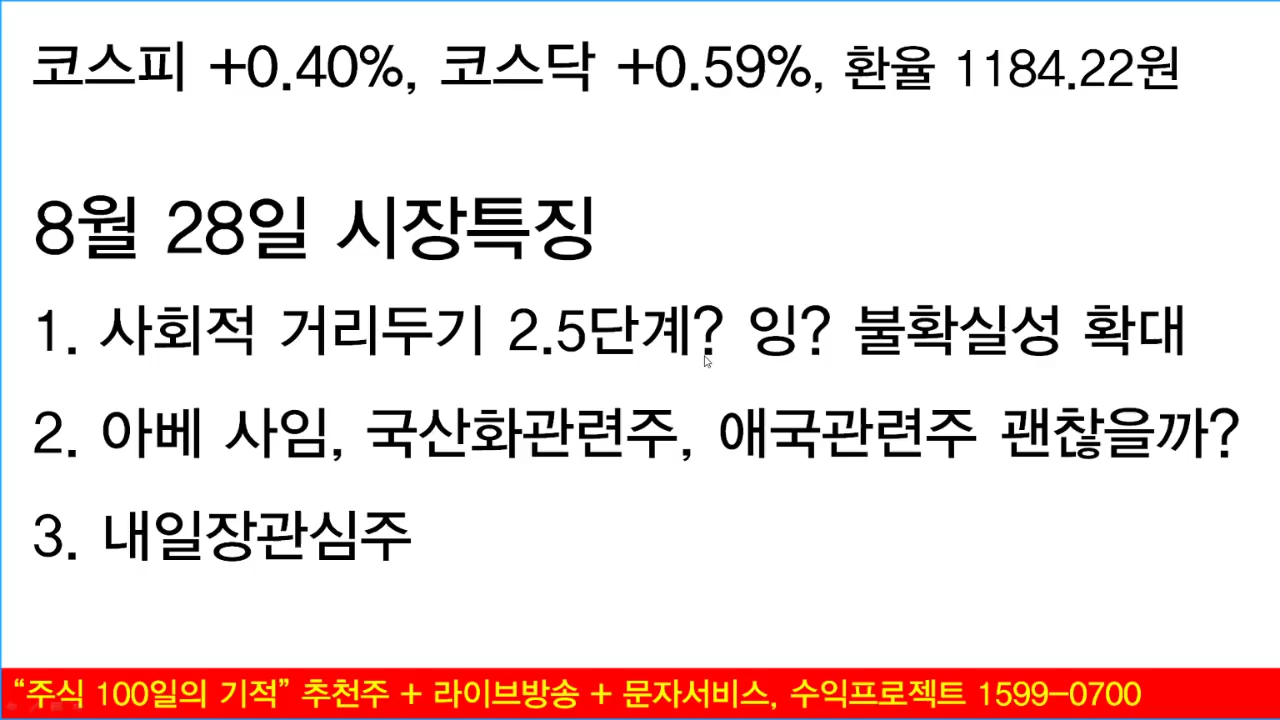 코스피 +0.40%, 코스닥 +0.59%, 환율 1184.22원
8월 28일 시장특징
1. 사회적 거리두기 2.5단계? 잉? 불확실성 확대
2. 아베 사임, 국산화관련주, 애국관련주 괜찮을까?
3. 내일장관심주
“주식 100일의 기적” 추천주 + 라이브방송 + 문자서비스, 수익프로젝트 1599-0700